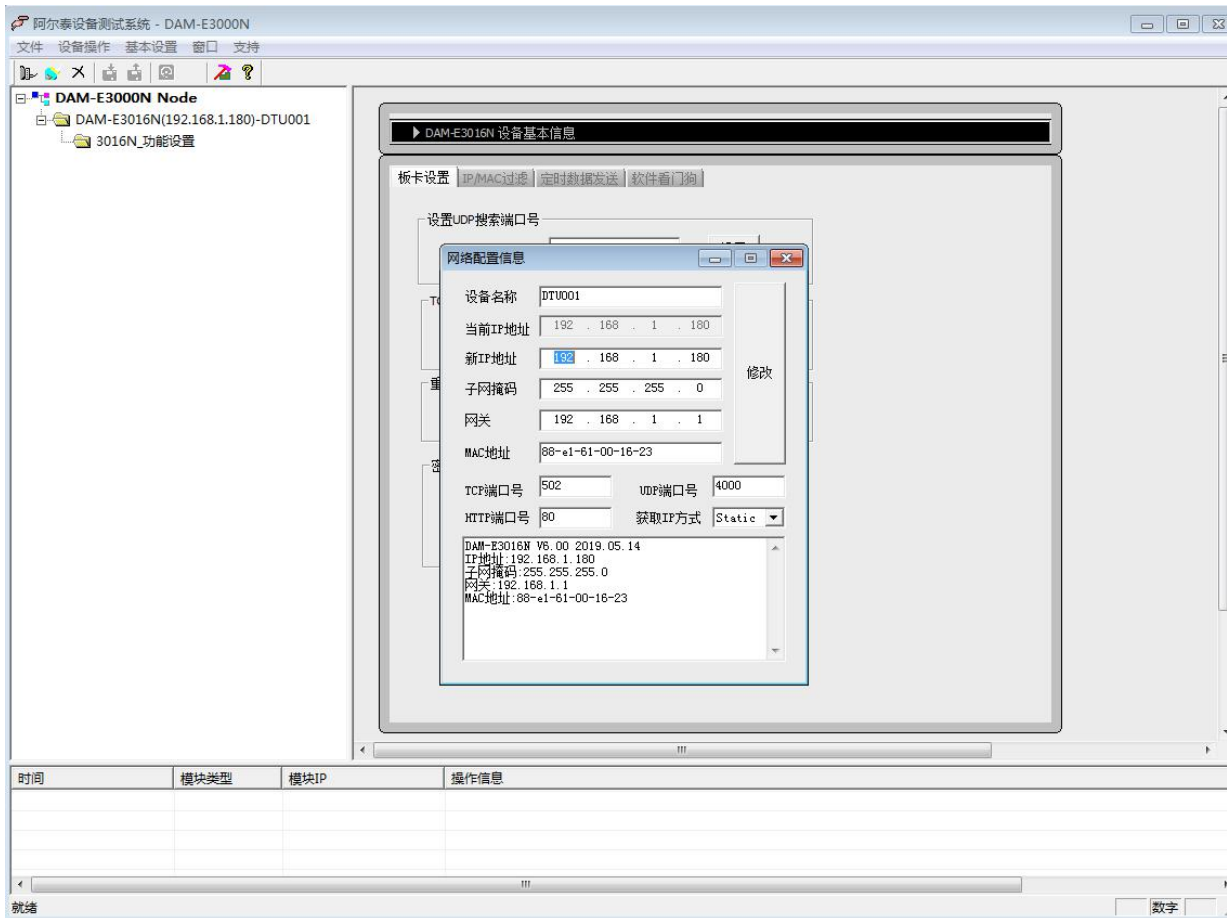 阿尔泰设备测试系统 - DAM-E3000N
文件 设备操作 基本设置 窗口 支持
DAM-E3000N Node
DAM-E3016N(192.168.1.180)-DTU001
3016N_功能设置
DAM-E3016N 设备基本信息
板卡设置 IP/MAC过滤 定时数据发送 软件看门狗
设置UDP搜索端口号
网络配置信息
设备名称 DTU001
当前IP地址 192 . 168 . 1 . 180
新IP地址 192 . 168 . 1 . 180
修改
子网掩码 255 . 255 . 255 . 0
网关 192 . 168 . 1 . 1
MAC地址 88-e1-61-00-16-23
TCP端口号 502 UDP端口号 4000
HTTP端口号 80 获取IP方式 Static
DAM-E3016N V6.00 2019.05.14
IP地址:192.168.1.180
子网掩码:255.255.255.0
网关:192.168.1.1
MAC地址:88-e1-61-00-16-23
时间 模块类型 模块IP 操作信息
就绪 数字